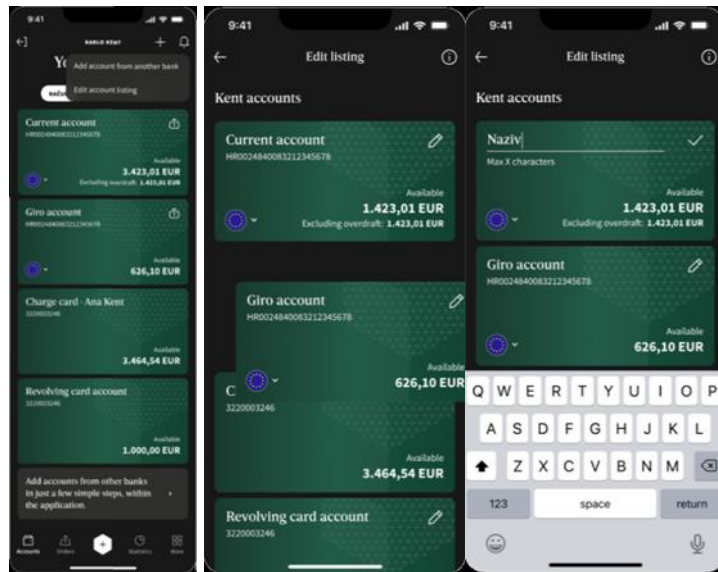 9:41
KARLO KENT
Yo
Add account from another bank
Edit account listing
RAČU
Current account
HR0024840083212345678
Available
3.423,01 EUR
Excluding overdraft: 1.423,01 EUR
Giro account
HR0024840083212345678
Available
626,10 EUR
Charge card - Ana Kent
3220003246
Available
3.464,54 EUR
Revolving card account
3220003246
Available
1.000,00 EUR
Add accounts from other banks
in just a few simple steps, within
the application.
Accounts Orders Statistics More
9:41
Edit listing
Kent accounts
Current account
HR0024840083212345678
Available
1.423,01 EUR
Excluding overdraft: 1.423,01 EUR
Giro account
HR0024840083212345678
Available
626,10 EUR
C
3220003246
Available
3.464,54 EUR
Revolving card account
3220003246
9:41
Edit listing
Kent accounts
Naziv
Max X characters
Available
1.423,01 EUR
Excluding overdraft: 1.423,01 EUR
Giro account
HR0024840083212345678
Available
626,10 EUR
Q W E R T Y U I O P
A S D F G H J K L
Z X C V B N M
123 space return